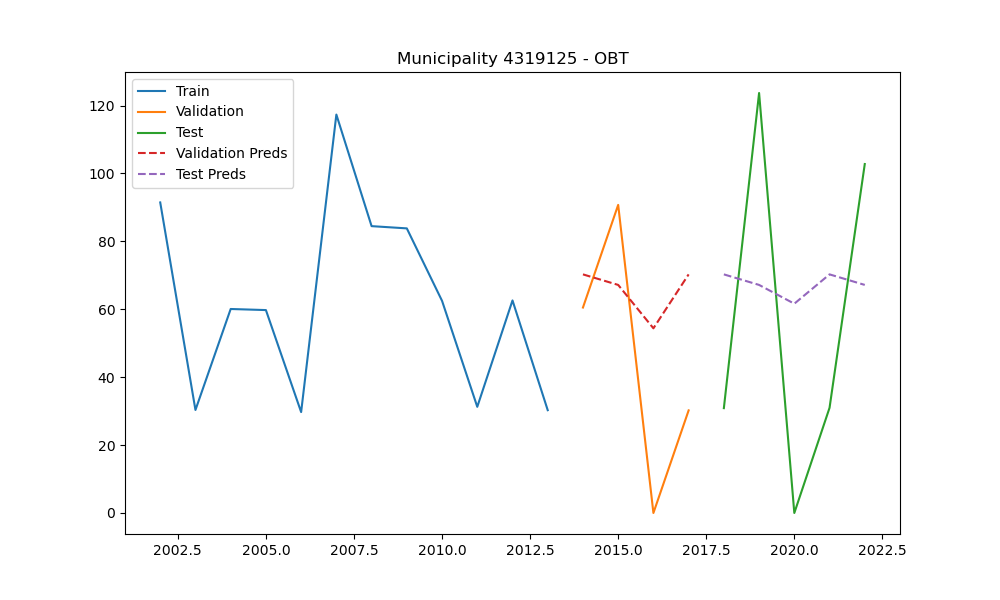 Municipality 4319125 - OBT
Train
Validation
Test
Validation Preds
Test Preds
120
100
80
60
40
20
0
2002.5 2005.0 2007.5 2010.0 2012.5 2015.0 2017.5 2020.0 2022.5